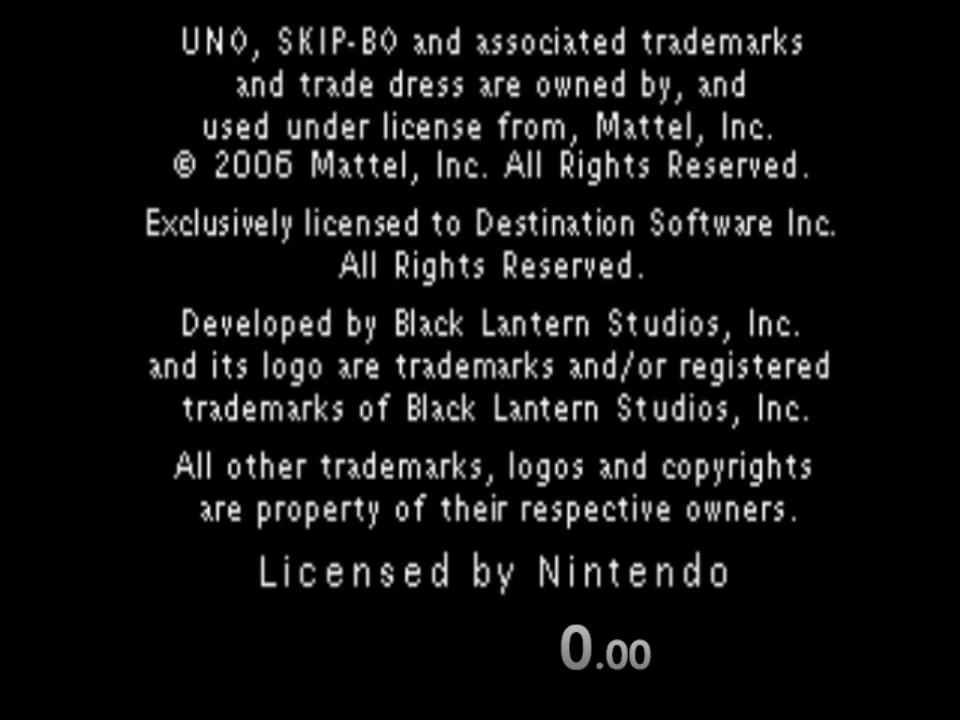 UNO, SKIP-BO and associated trademarks
and trade dress are owned by, and
used under license from, Mattel, Inc.
© 2006 Mattel, Inc. All Rights Reserved.
Exclusively licensed to Destination Software Inc.
All Rights Reserved.
Developed by Black Lantern Studios, Inc.
and its logo are trademarks and/or registered
trademarks of Black Lantern Studios, Inc.
All other trademarks, logos and copyrights
are property of their respective owners.
Licensed by Nintendo
0.00